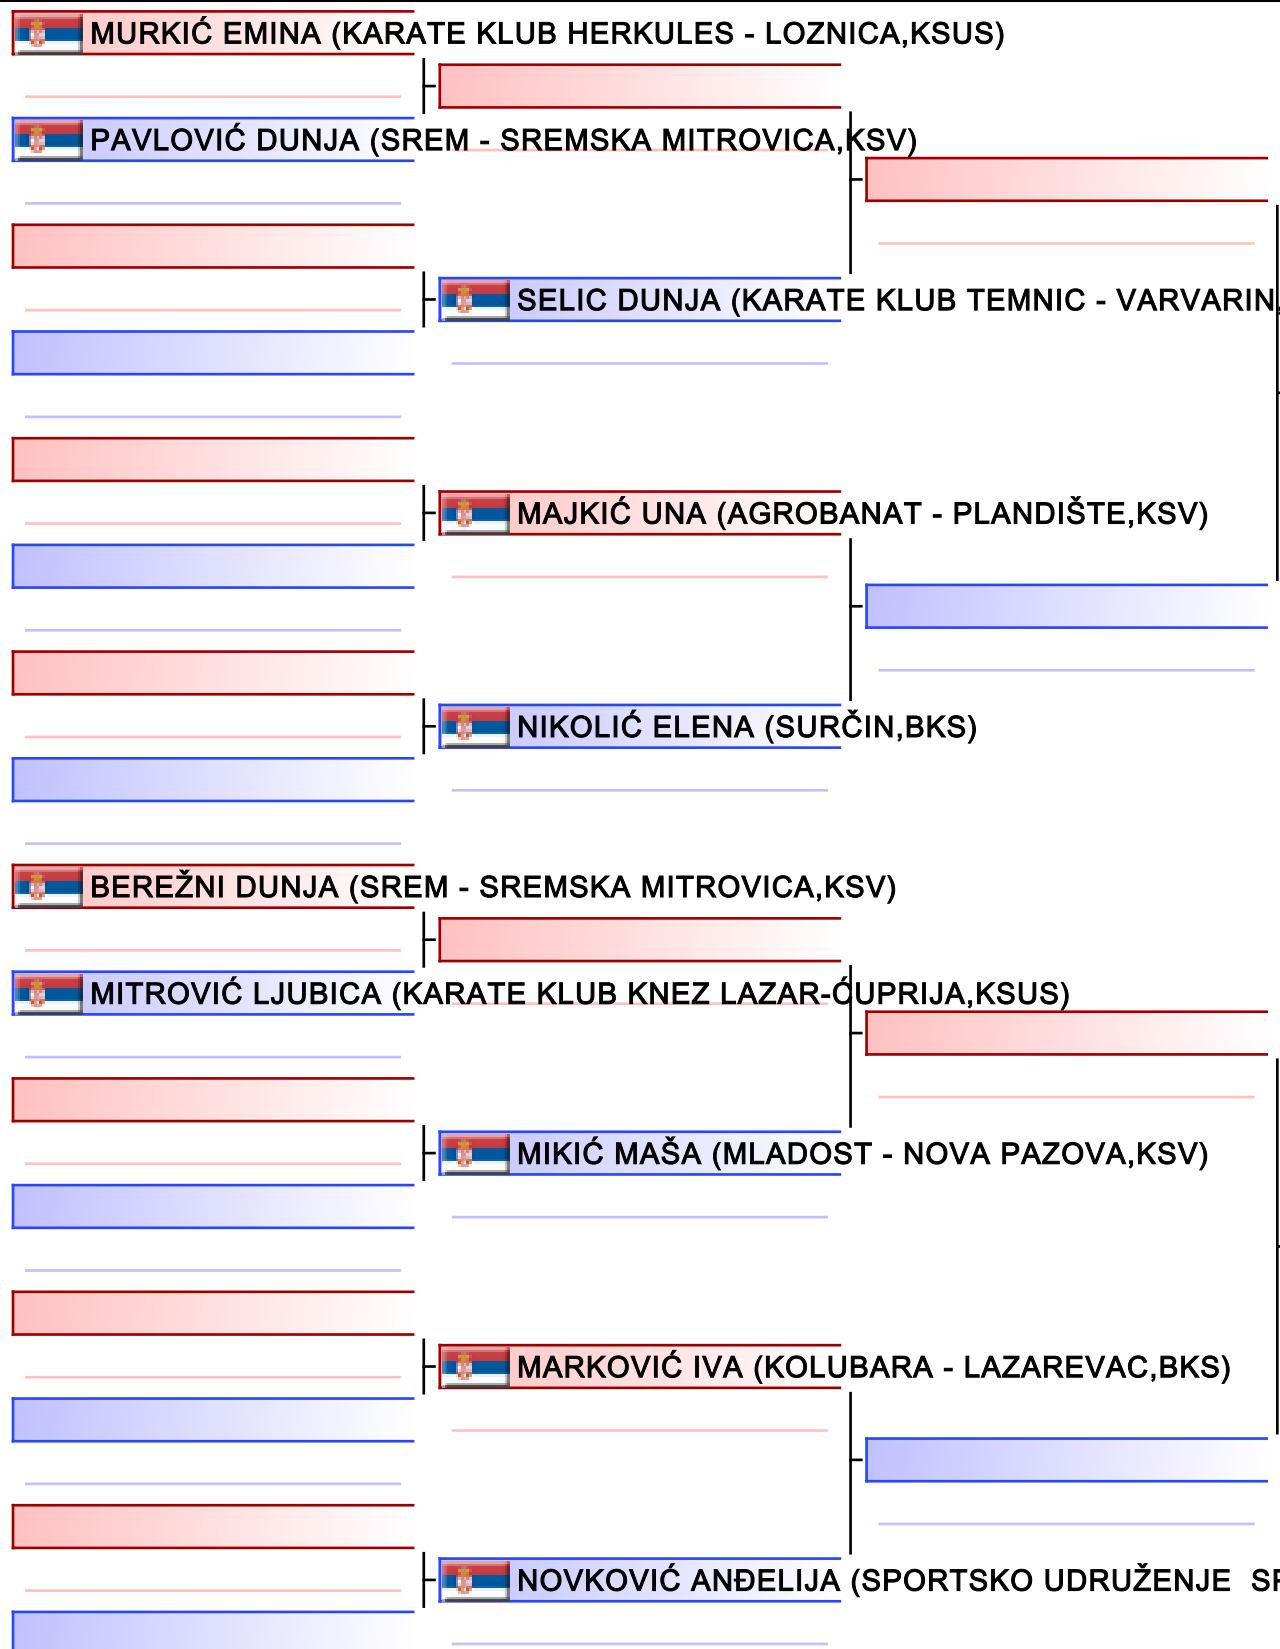 MURKIĆ EMINA (KARATE KLUB HERKULES - LOZNICA,KSUS)
PAVLOVIĆ DUNJA (SREM - SREMSKA MITROVICA,KSV)
SELIC DUNJA (KARATE KLUB TEMNIC - VARVARIN,
MAJKIĆ UNA (AGROBANAT - PLANDIŠTE,KSV)
NIKOLIĆ ELENA (SURČIN,BKS)
BEREŽNI DUNJA (SREM - SREMSKA MITROVICA,KSV)
MITROVIĆ LJUBICA (KARATE KLUB KNEZ LAZAR-ĆUPRIJA,KSUS)
MIKIĆ MAŠA (MLADOST - NOVA PAZOVA,KSV)
MARKOVIĆ IVA (KOLUBARA - LAZAREVAC,BKS)
NOVKOVIĆ ANĐELIJA (SPORTSKO UDRUŽENJE